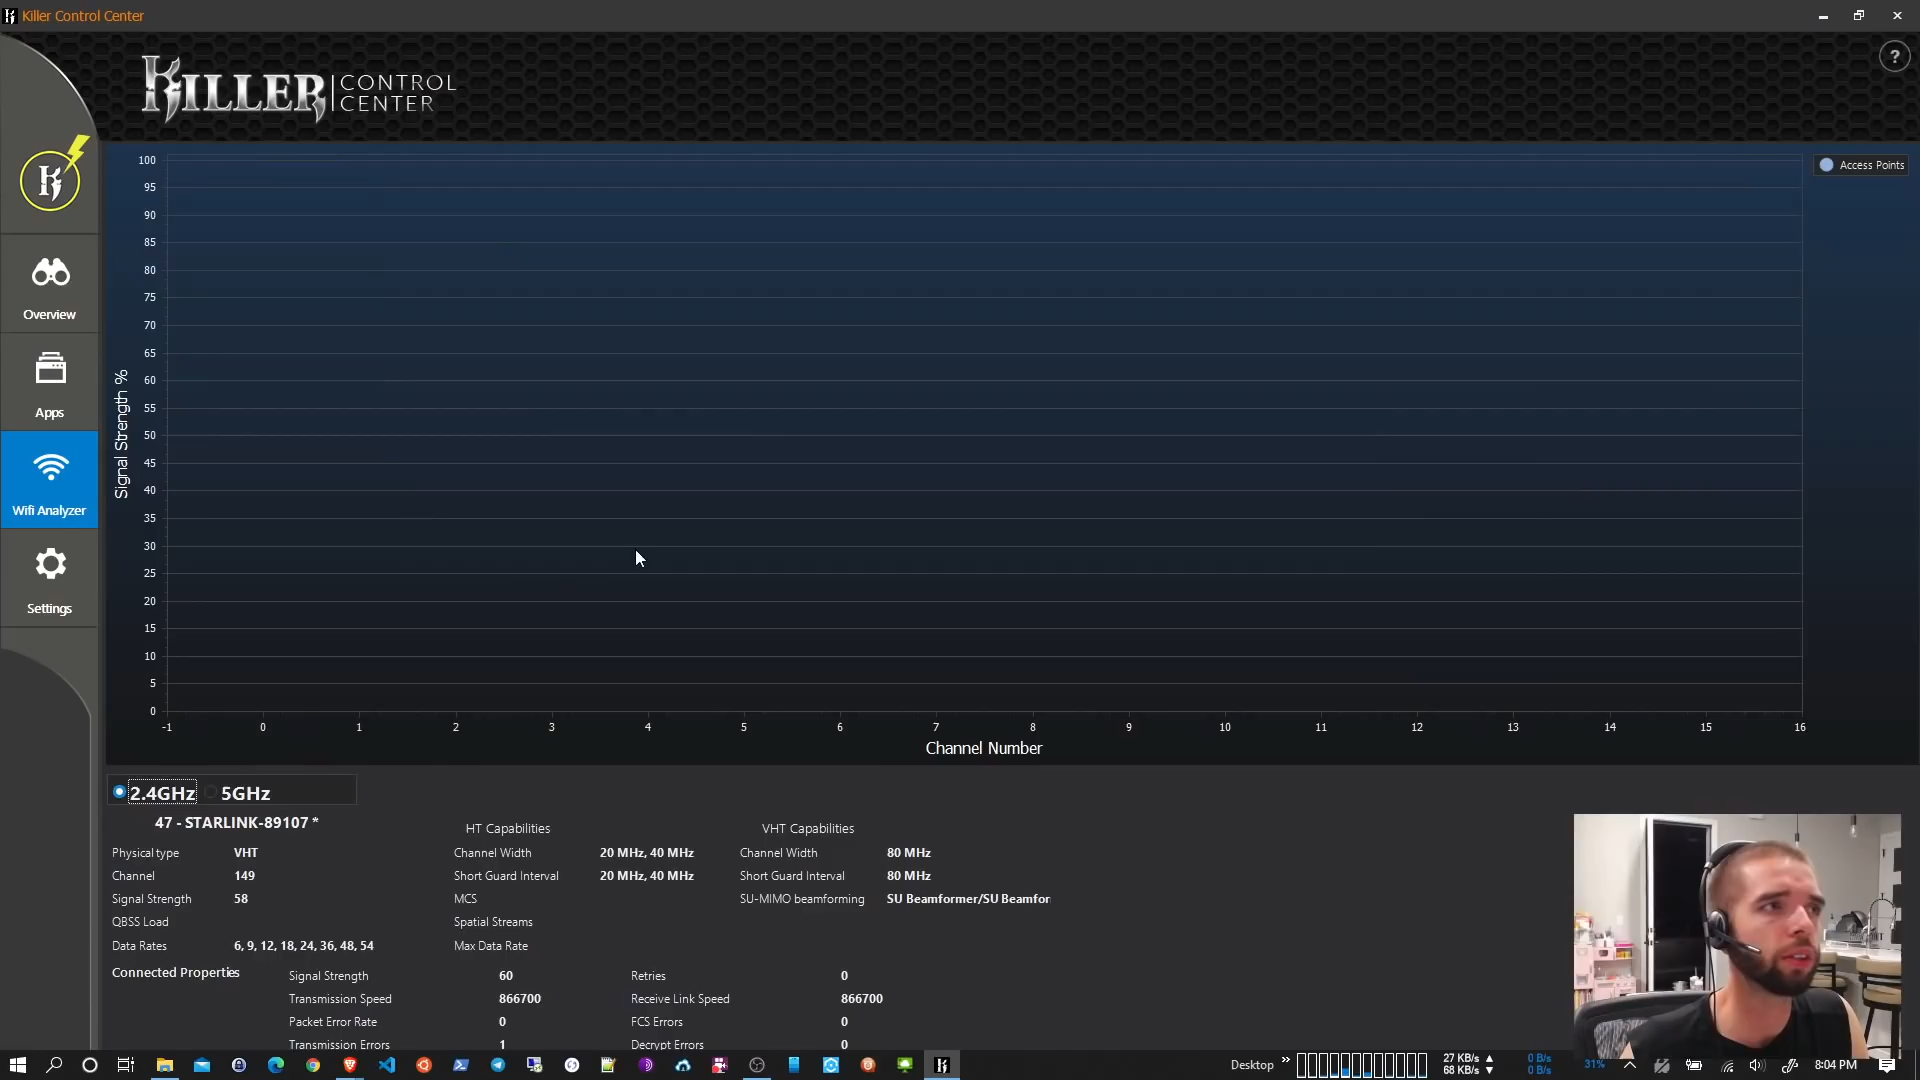 Killer Control Center
KILLER CONTROL CENTER
?
Overview
Apps
Wifi Analyzer
Settings
Signal Strength %
100
95
90
85
80
75
70
65
60
55
50
45
40
35
30
25
20
15
10
5
0
-1 0 1 2 3 4 5 6 7 8 9 10 11 12 13 14 15 16
Channel Number
Access Points
2.4GHz 5GHz
47 - STARLINK-89107 *
Physical type VHT
Channel 149
Signal Strength 58
QBSS Load
Data Rates 6, 9, 12, 18, 24, 36, 48, 54
HT Capabilities
Channel Width 20 MHz, 40 MHz
Short Guard Interval 20 MHz, 40 MHz
MCS
Spatial Streams
Max Data Rate
VHT Capabilities
Channel Width 80 MHz
Short Guard Interval 80 MHz
SU-MIMO beamforming SU Beamformer/SU Beamfor
Connected Properties
Signal Strength 60
Transmission Speed 866700
Packet Error Rate 0
Transmission Errors 1
Retries 0
Receive Link Speed 866700
FCS Errors 0
Decrypt Errors 0
Desktop
27 KB/s
68 KB/s
0 B/s
0 B/s
31%
8:04 PM